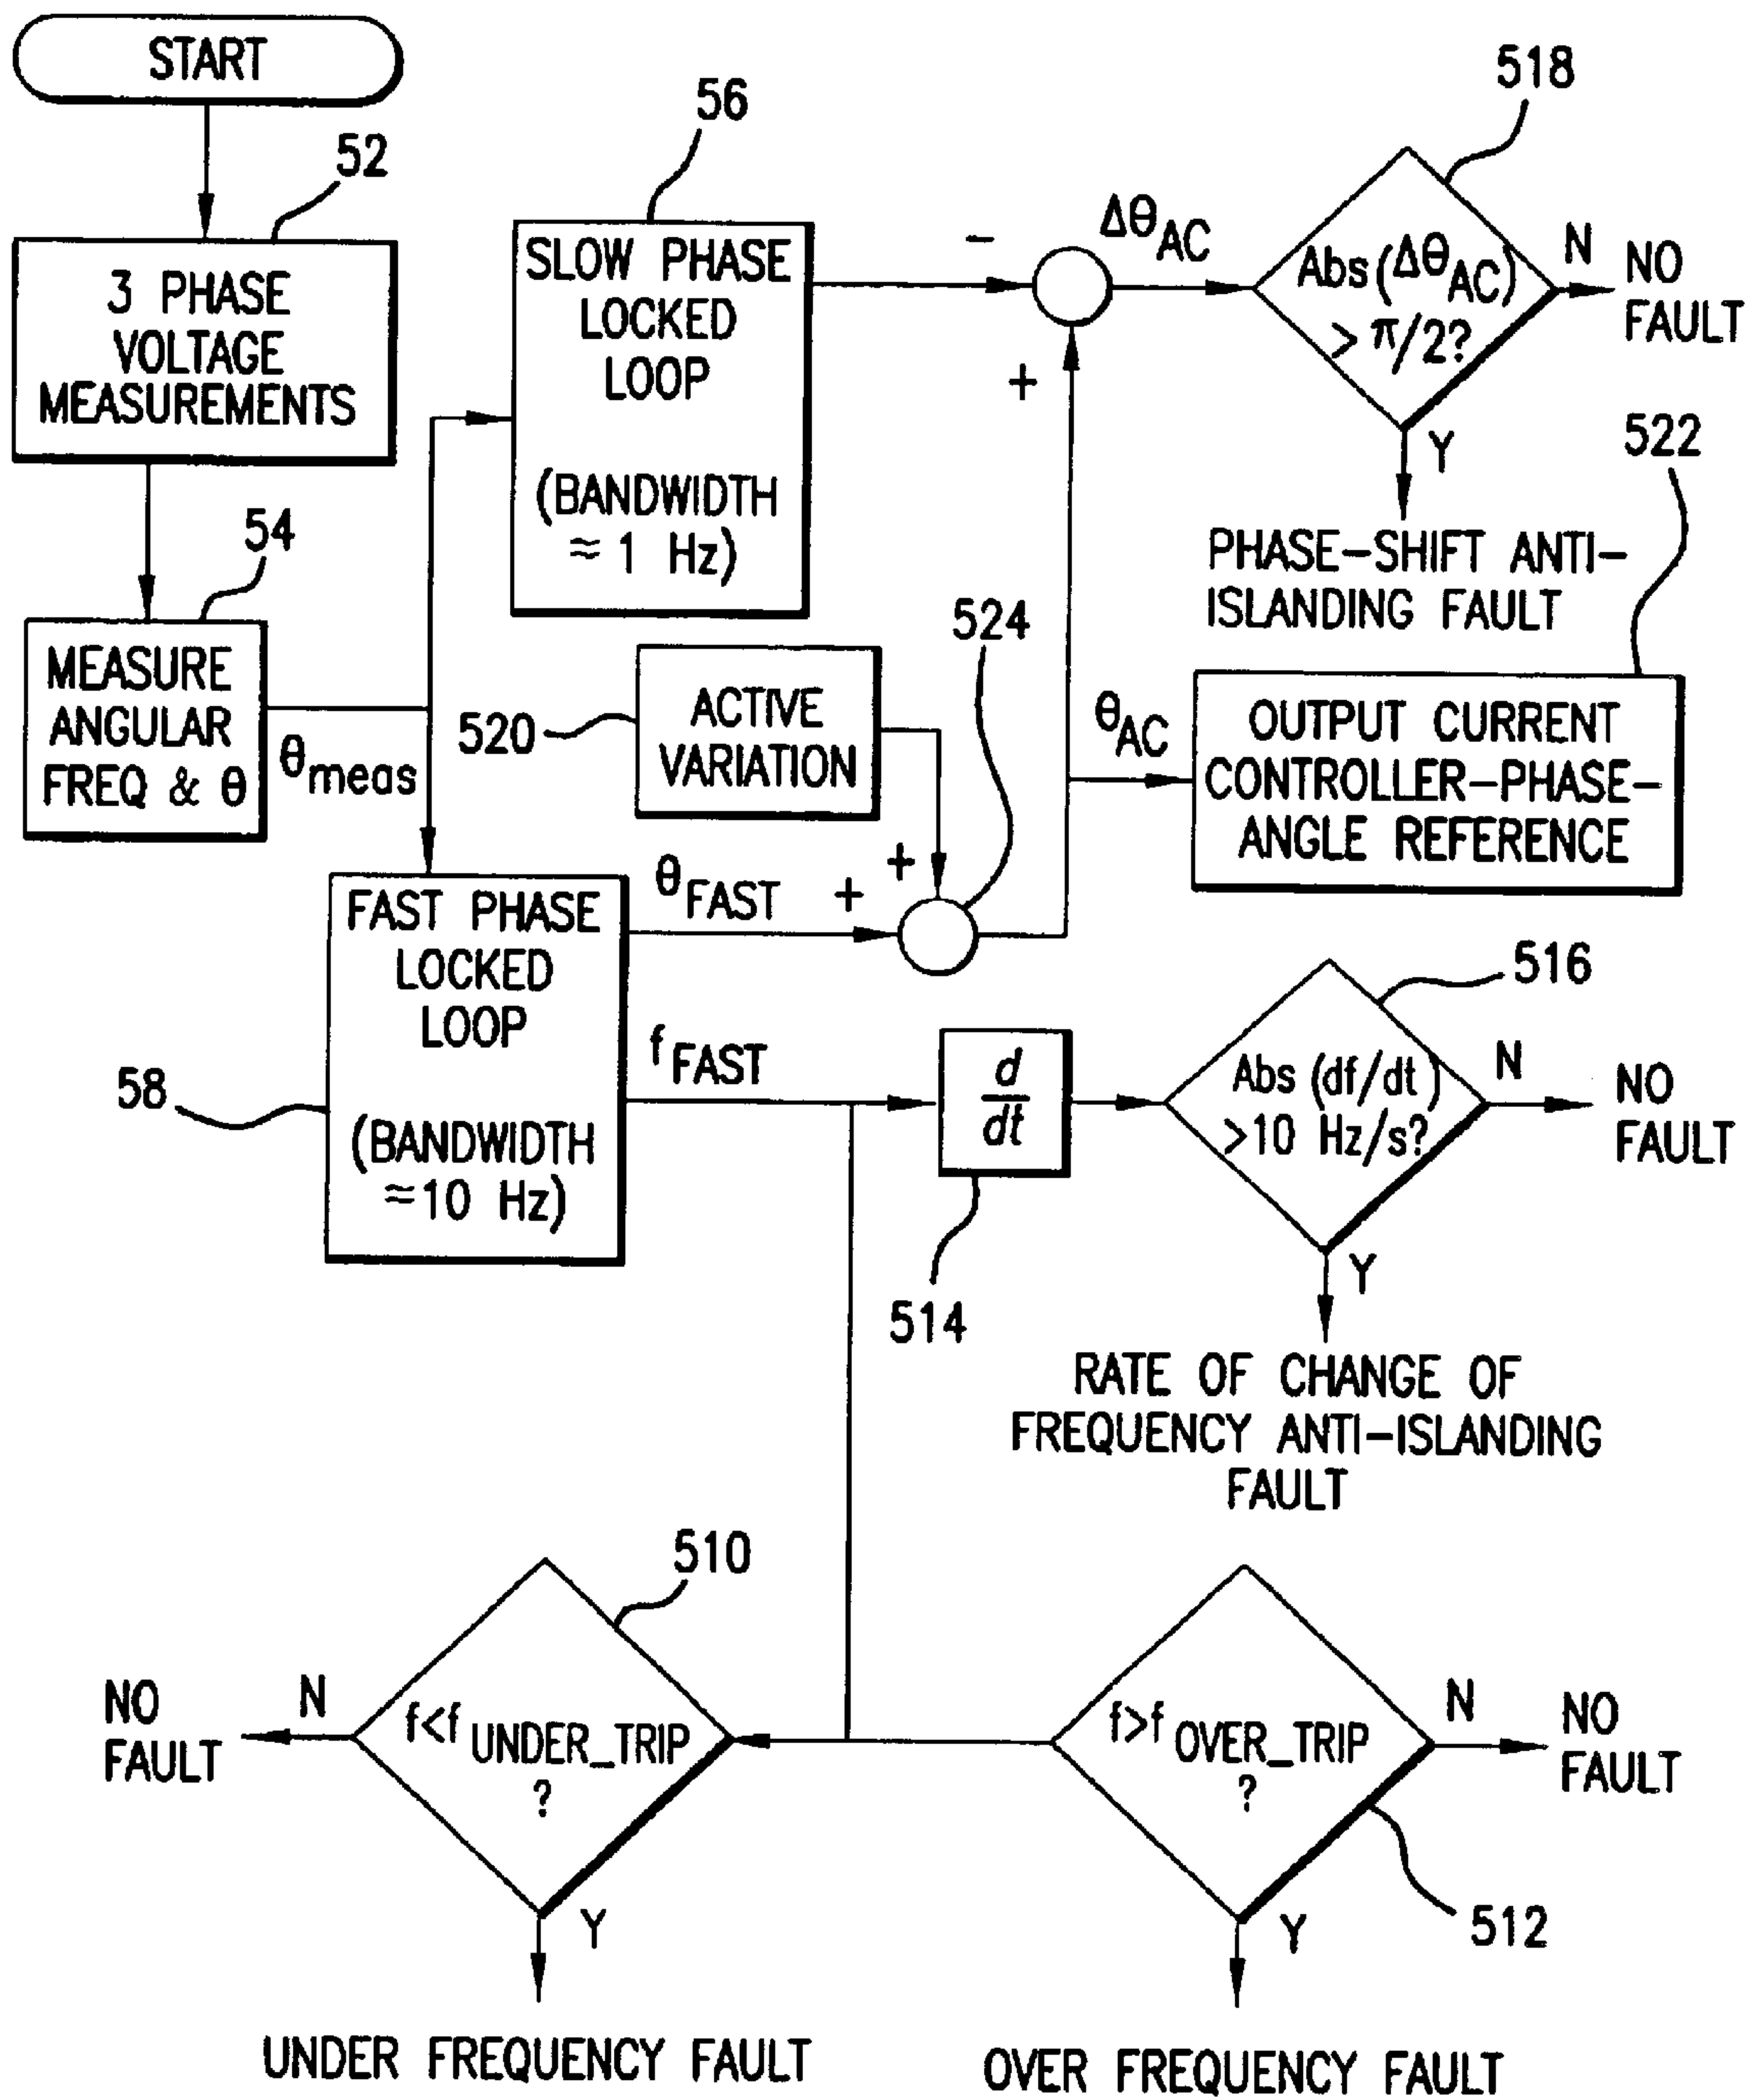 START
52
3 PHASE
VOLTAGE
MEASUREMENTS
54
MEASURE
ANGULAR
FREQ & θ
θmeas
56
SLOW PHASE
LOCKED
LOOP
(BANDWIDTH
≈ 1 Hz)
-
+
ΔθAC
518
Abs(ΔθAC)
> π/2?
N
NO
FAULT
Y
PHASE-SHIFT ANTI-
ISLANDING FAULT
522
524
520
ACTIVE
VARIATION
θAC
OUTPUT CURRENT
CONTROLLER-PHASE-
ANGLE REFERENCE
θFAST
+
+
58
FAST PHASE
LOCKED
LOOP
(BANDWIDTH
≈10 Hz)
fFAST
d
dt
514
516
Abs (df/dt)
>10 Hz/s?
N
NO
FAULT
Y
RATE OF CHANGE OF
FREQUENCY ANTI-ISLANDING
FAULT
510
f<fUNDER_TRIP
?
N
NO
FAULT
Y
UNDER FREQUENCY FAULT
f>fOVER_TRIP
?
N
NO
FAULT
512
Y
OVER FREQUENCY FAULT